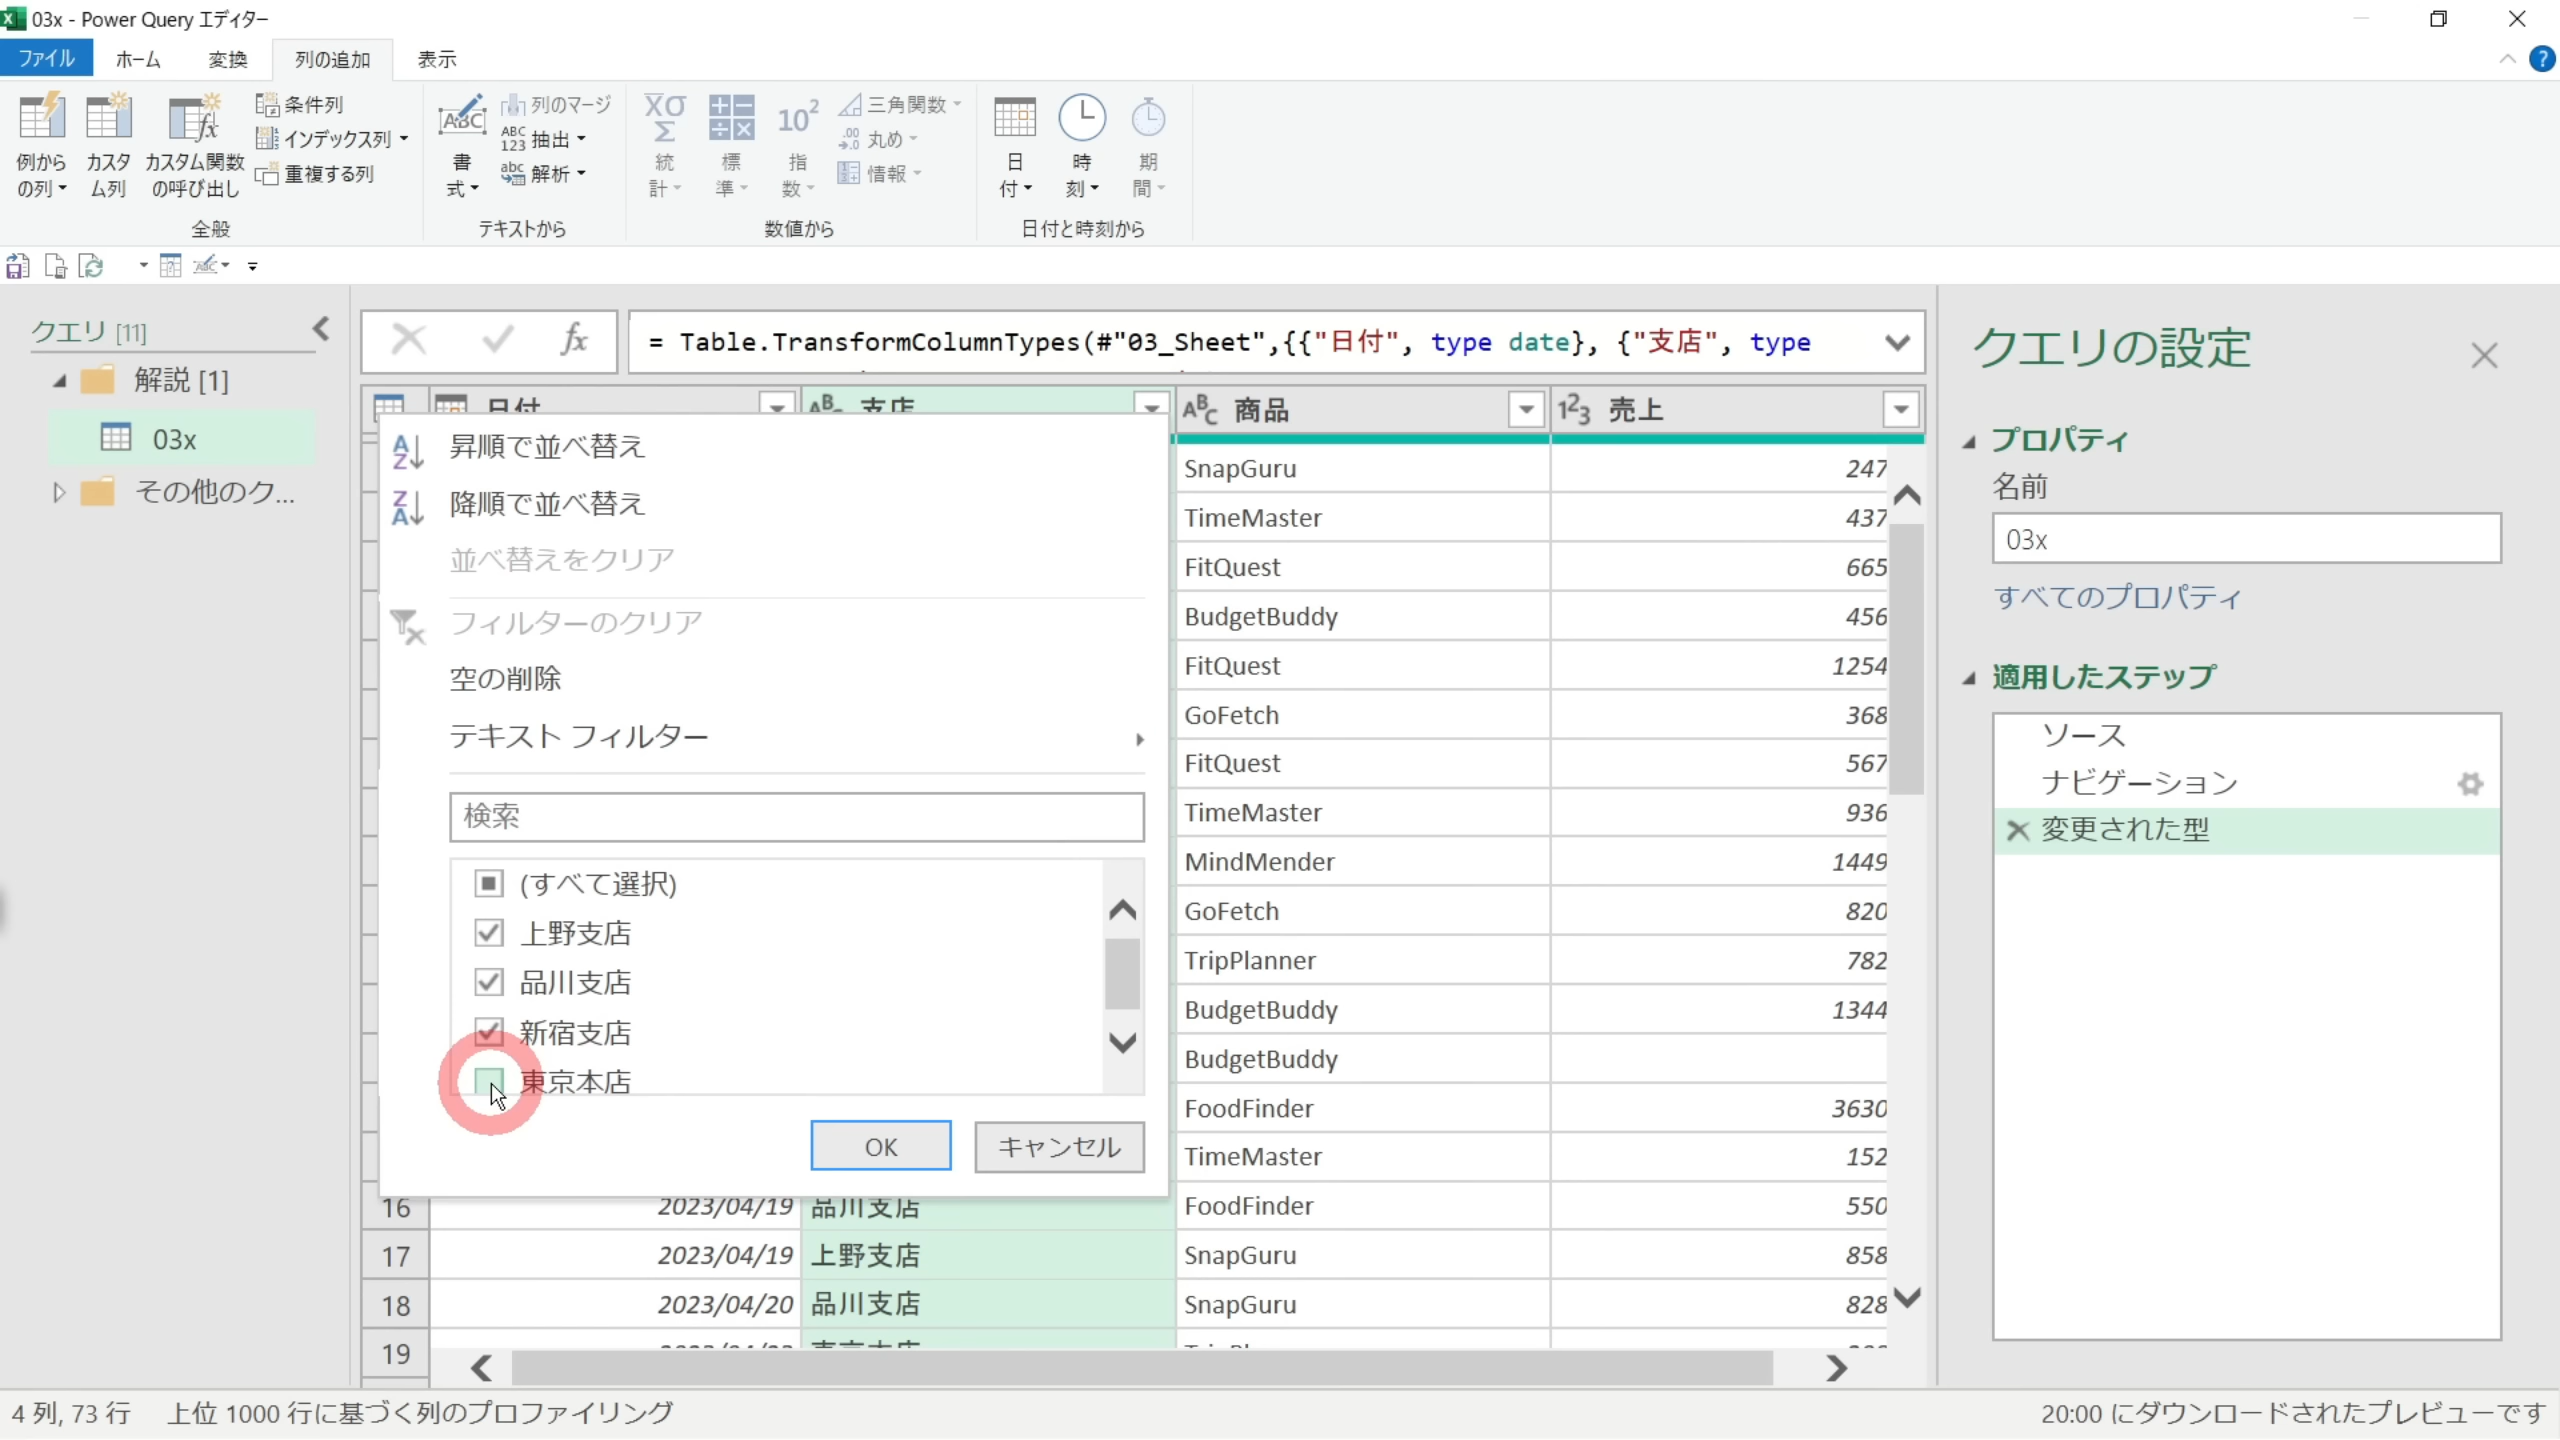 03x - Power Query エディター
ファイル ホーム 変換 列の追加 表示 ?
例から
の列
カスタ
ム列
カスタム関数
の呼び出し
条件列
インデックス列
重複する列
全般
書
式
列のマージ
抽出
解析
テキストから
統
計
標
準
指
数
三角関数
丸め
情報
数値から
日
付
時
刻
期
間
日付と時刻から
クエリ [11]
解説 [1]
03x
その他のク...
fx
= Table.TransformColumnTypes(#"03_Sheet",{{"日付", type date}, {"支店", type
日付 支店 商品 売上
昇順で並べ替え
降順で並べ替え
並べ替えをクリア
フィルターのクリア
空の削除
テキスト フィルター
検索
(すべて選択)
上野支店
品川支店
新宿支店
東京本店
OK キャンセル
SnapGuru 247
TimeMaster 437
FitQuest 665
BudgetBuddy 456
FitQuest 1254
GoFetch 368
FitQuest 567
TimeMaster 936
MindMender 1449
GoFetch 820
TripPlanner 782
BudgetBuddy 1344
BudgetBuddy
FoodFinder 3630
TimeMaster 152
16 2023/04/19 品川支店 FoodFinder 550
17 2023/04/19 上野支店 SnapGuru 858
18 2023/04/20 品川支店 SnapGuru 828
19
クエリの設定
プロパティ
名前
03x
すべてのプロパティ
適用したステップ
ソース
ナビゲーション
変更された型
4 列, 73 行 上位 1000 行に基づく列のプロファイリング
20:00 にダウンロードされたプレビューです